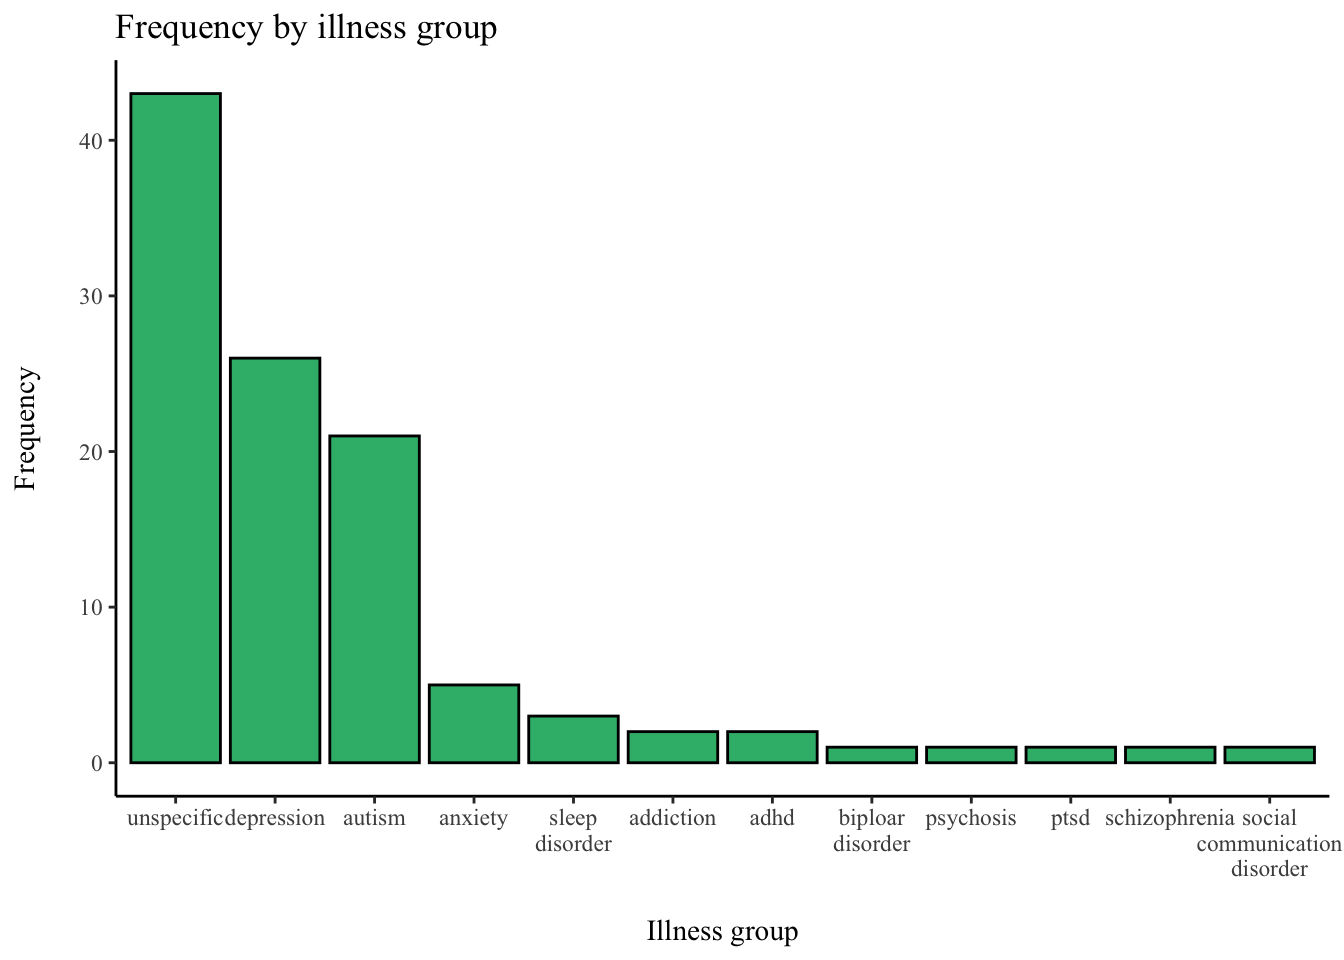 Frequency by illness group
Frequency
40
30
20
10
0
unspecific depression autism anxiety sleep addiction adhd biploar psychosis ptsd schizophrenia social
disorder disorder communication
disorder
Illness group